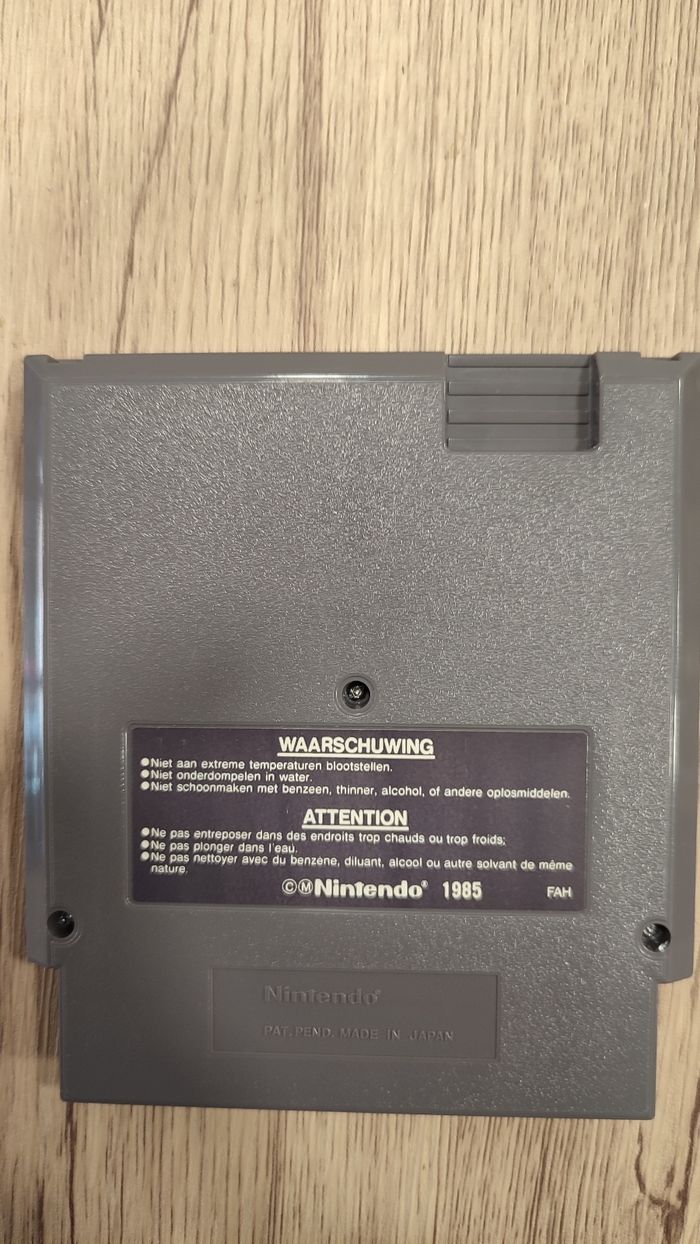 WAARSCHUWING
●Niet aan extreme temperaturen blootstellen.
●Niet onderdompelen in water.
●Niet schoonmaken met benzeen, thinner, alcohol, of andere oplosmiddelen.
ATTENTION
●Ne pas entreposer dans des endroits trop chauds ou trop froids;
●Ne pas plonger dans l'eau.
●Ne pas nettoyer avec du benzene, diluant, alcool ou autre solvant de même
nature.
©Ⓜ Nintendo® 1985 FAH
Nintendo®
PAT. PEND. MADE IN JAPAN